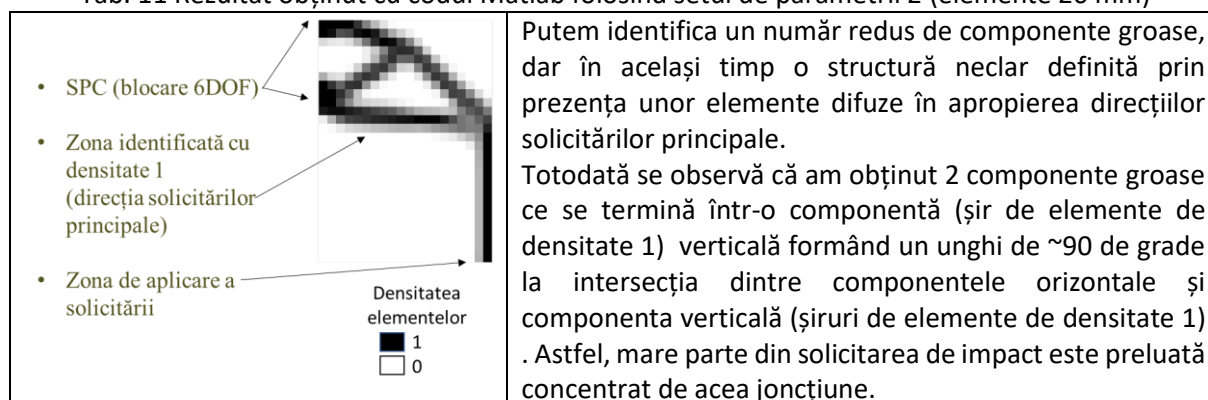 Tab. 11 Rezultat obținut cu codul Matlab folosind setul de parametrii 2 (elemente 20 mm)
• SPC (blocare 6DOF)
• Zona identificată cu
densitate 1
(direcția solicitărilor
principale)
• Zona de aplicare a
solicitării
Densitatea
elementelor
1
0
Putem identifica un număr redus de componente groase,
dar în același timp o structură neclar definită prin
prezența unor elemente difuze în apropierea direcțiilor
solicitărilor principale.
Totodată se observă că am obținut 2 componente groase
ce se termină într-o componentă (șir de elemente de
densitate 1) verticală formând un unghi de ~90 de grade
la intersecția dintre componentele orizontale și
componenta verticală (șiruri de elemente de densitate 1)
. Astfel, mare parte din solicitarea de impact este preluată
concentrat de acea joncțiune.